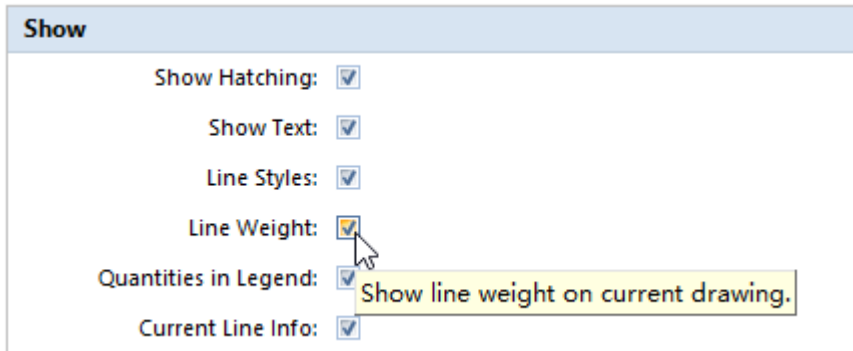 Show
Show Hatching:
Show Text:
Line Styles:
Line Weight:
Quantities in Legend:
Show line weight on current drawing.
Current Line Info: